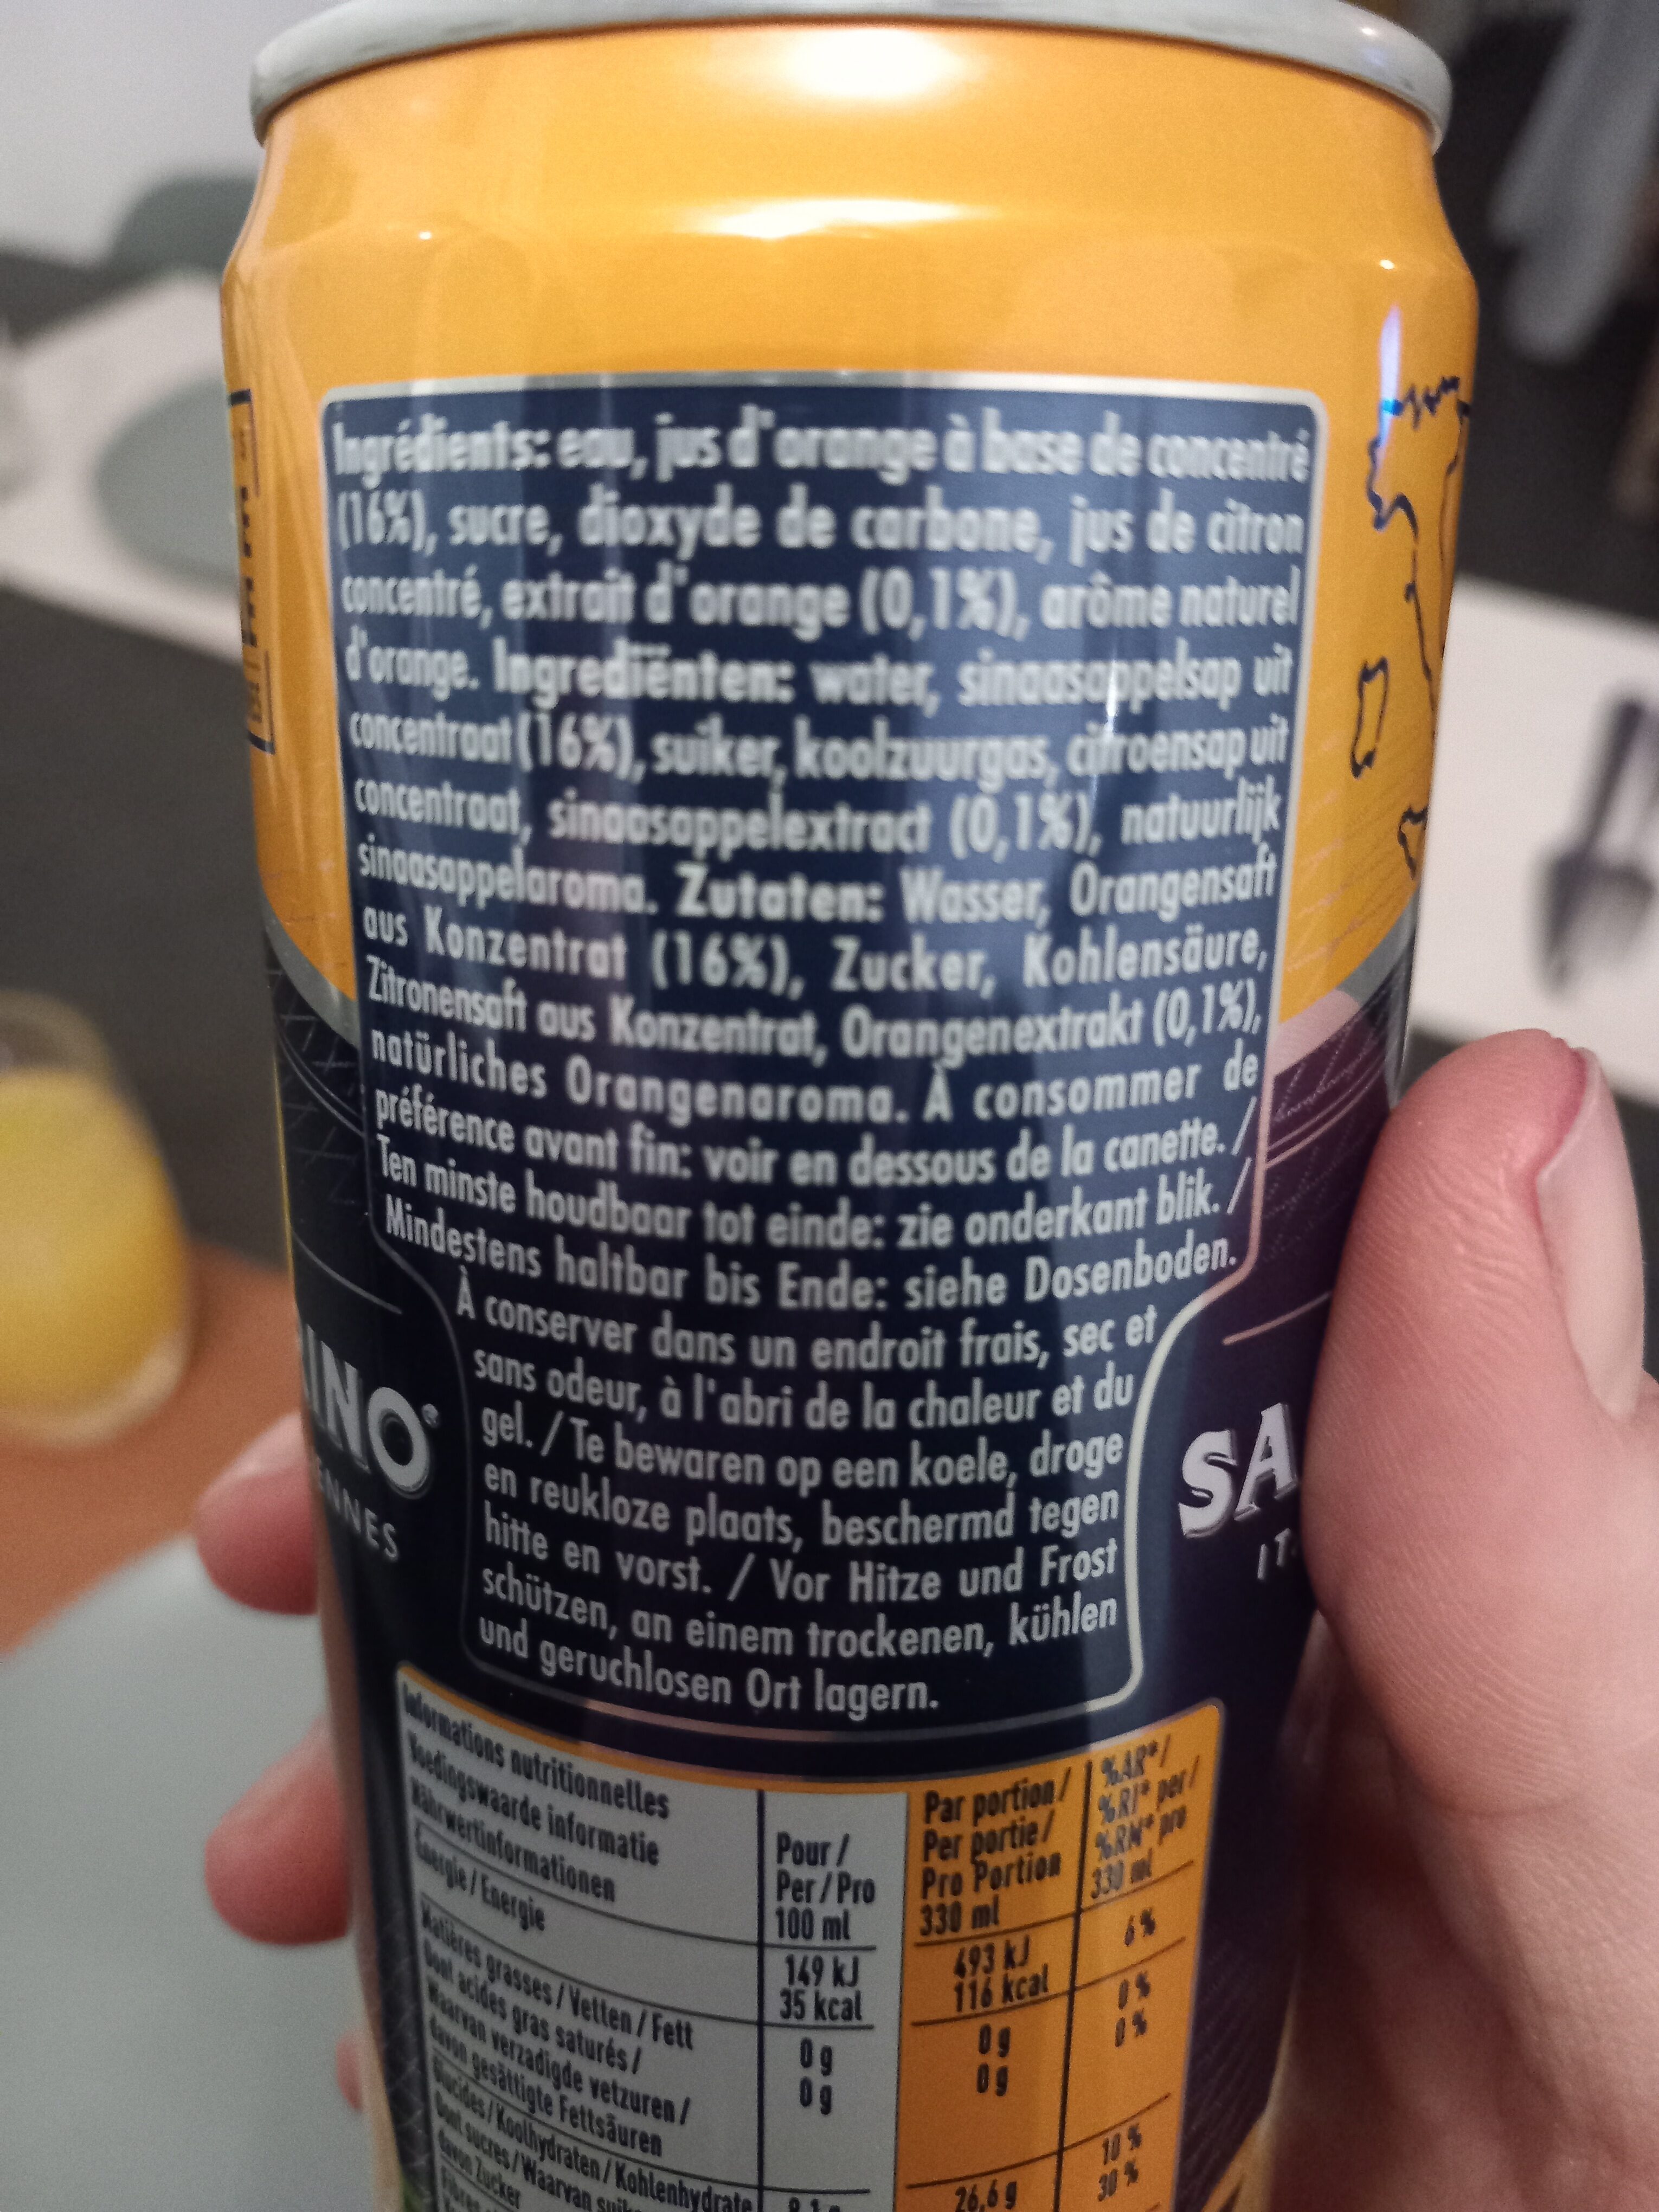 Ingrédients: eau, jus d'orange à base de concentré
(16%), sucre, dioxyde de carbone, jus de citron
concentré, extrait d'orange (0,1%), arôme naturel
d'orange. Ingrediënten: water, sinaasappelsap uit
concentraat (16%), suiker, koolzuurgas, citroensap uit
concentraat, sinaasappelextract (0,1%), natuurlijk
sinaasappelaroma. Zutaten: Wasser, Orangensaft
aus Konzentrat (16%), Zucker, Kohlensäure,
Zitronensaft aus Konzentrat, Orangenextrakt (0,1%),
natürliches Orangenaroma. À consommer de
préférence avant fin: voir en dessous de la canette. /
Ten minste houdbaar tot einde: zie onderkant blik. /
Mindestens haltbar bis Ende: siehe Dosenboden.
À conserver dans un endroit frais, sec et
sans odeur, à l'abri de la chaleur et du
gel. / Te bewaren op een koele, droge
en reukloze plaats, beschermd tegen
hitte en vorst. / Vor Hitze und Frost
schützen, an einem trockenen, kühlen
und geruchlosen Ort lagern.
INO®
ENNES
SA
IT
Informations nutritionnelles
Voedingswaarde informatie
Nährwertinformationen
Pour /
Per / Pro
100 ml
Par portion /
Per portie /
Pro Portion
330 ml
%AR* /
%RI* per /
%RM* pro
330 ml
Énergie / Energie
149 kJ
35 kcal
493 kJ
116 kcal
6 %
Matières grasses / Vetten / Fett
0 g
0 g
0 %
Dont acides gras saturés /
Waarvan verzadigde vetzuren /
davon gesättigte Fettsäuren
0 g
0 g
0 %
Glucides / Koolhydraten / Kohlenhydrate
26,6 g
10 %
Dont sucres / Waarvan
davon Zucker
30 %
Fibres